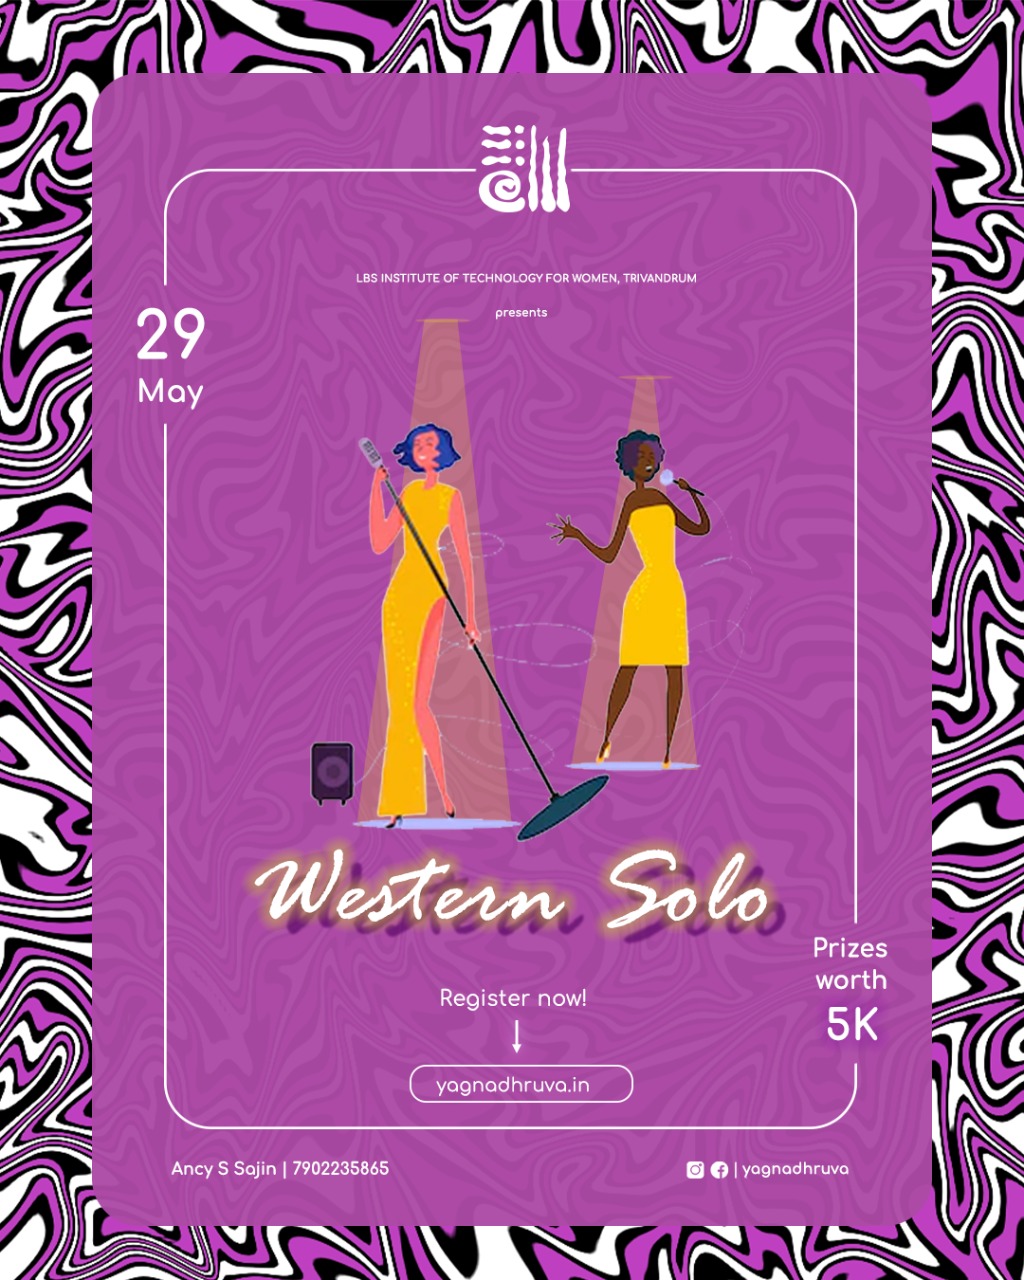 LBS INSTITUTE OF TECHNOLOGY FOR WOMEN, TRIVANDRUM
presents
29
May
Western Solo
Prizes
worth
5K
Register now!
yagnadhruva.in
Ancy S Sajin | 7902235865
| yagnadhruva